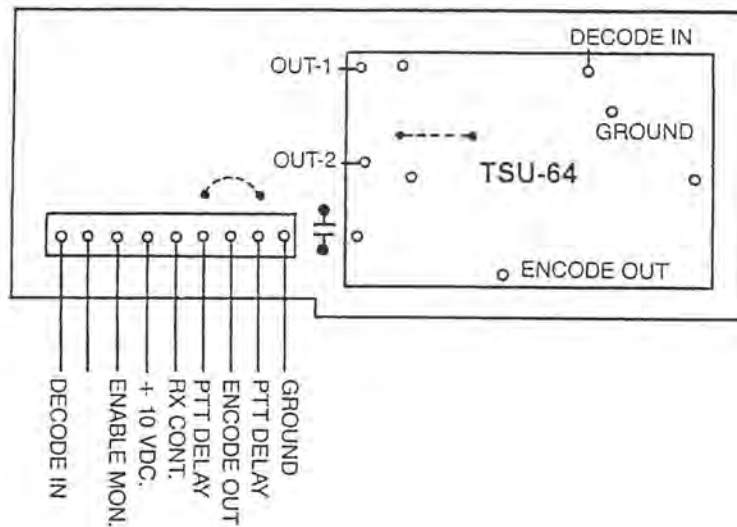 DECODE IN
OUT-1
GROUND
OUT-2
TSU-64
ENCODE OUT
DECODE IN
ENABLE MON.
+ 10 VDC.
RX CONT.
PTT DELAY
ENCODE OUT
PTT DELAY
GROUND